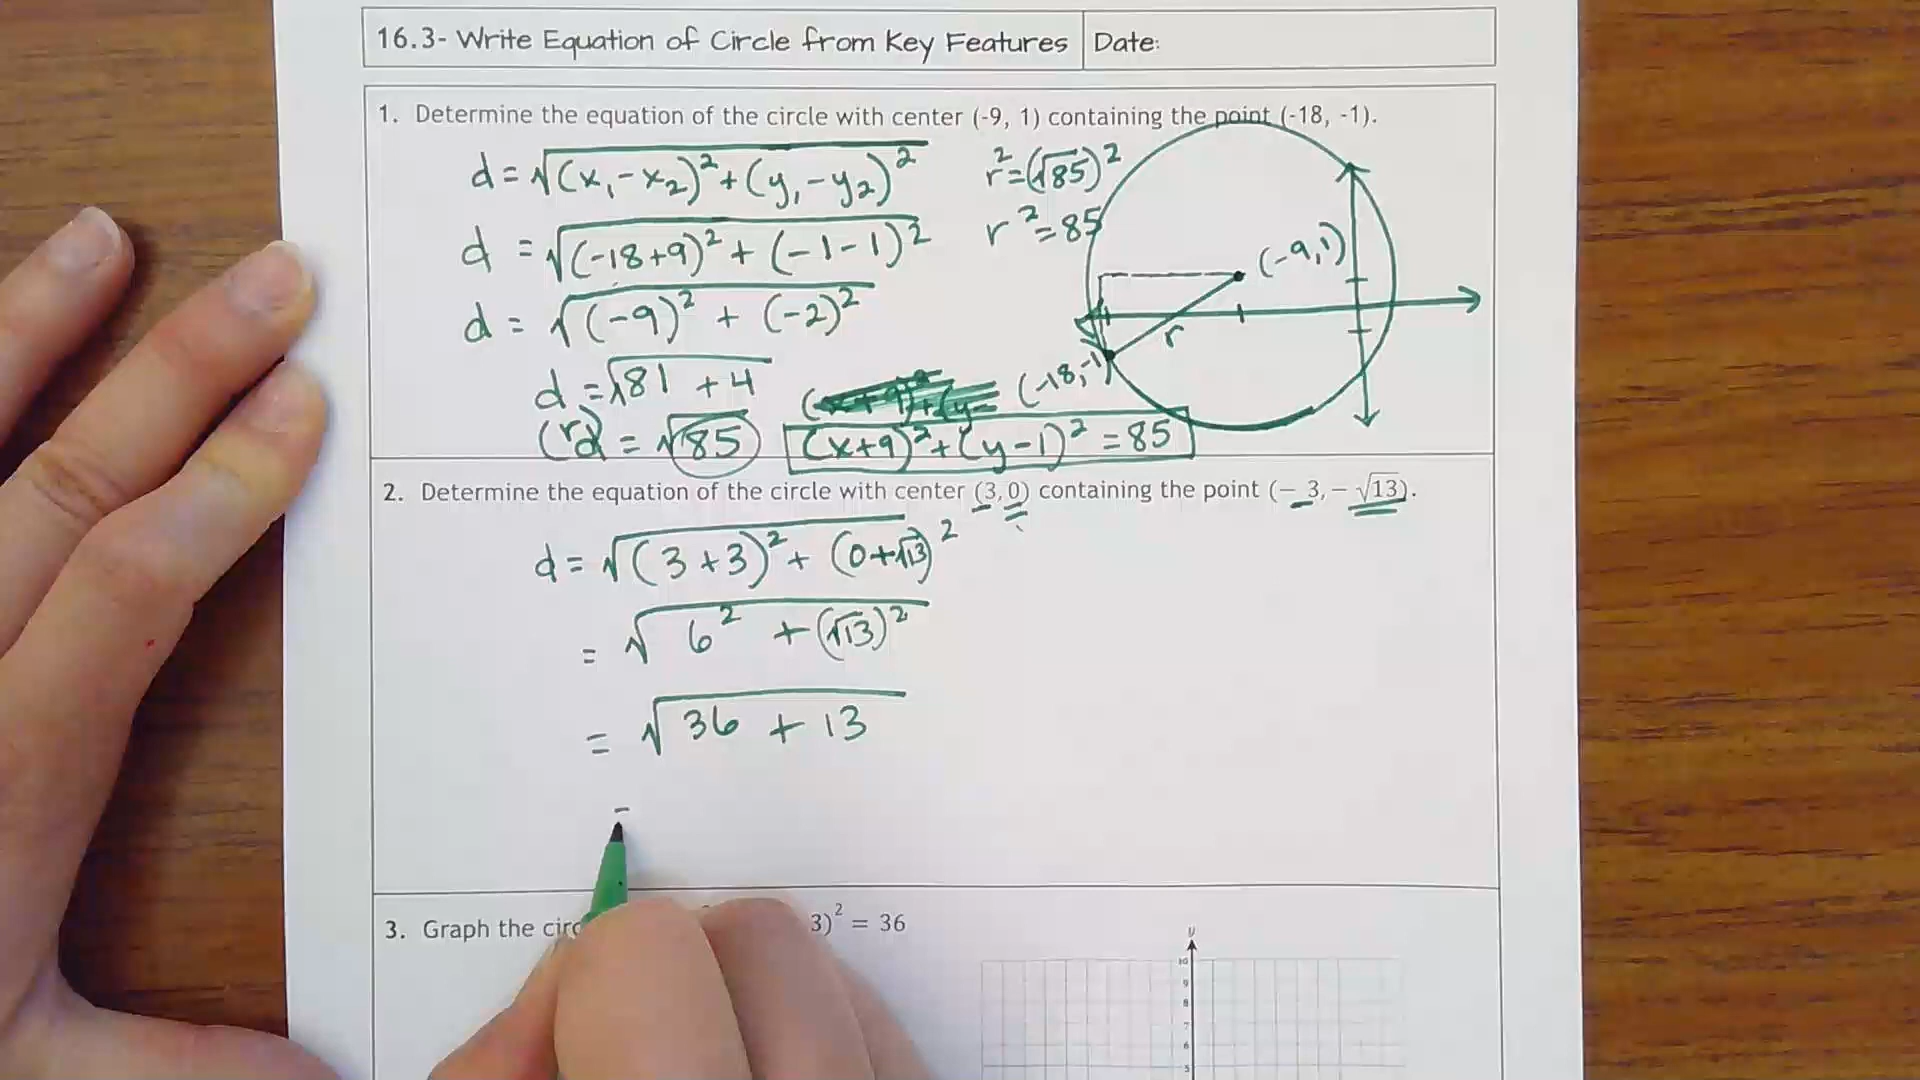 16.3- Write Equation of Circle from Key Features Date:
1. Determine the equation of the circle with center (-9, 1) containing the point (-18, -1).
d = √(x₁ - x₂)² + (y₁ - y₂)²
r² = (√85)²
d = √(-18+9)² + (-1-1)²
r² = 85
(-9,1)
d = √(-9)² + (-2)²
r
d = √81 + 4
(-18,-1)
(r) d = √85 (x+9)² + (y-1)² = 85
2. Determine the equation of the circle with center (3, 0) containing the point (− 3, − √13).
d = √(3+3)² + (0+√13)²
= √6² + (√13)²
= √36 + 13
3. Graph the circ 3)² = 36
y
10
9
8
7
6
5